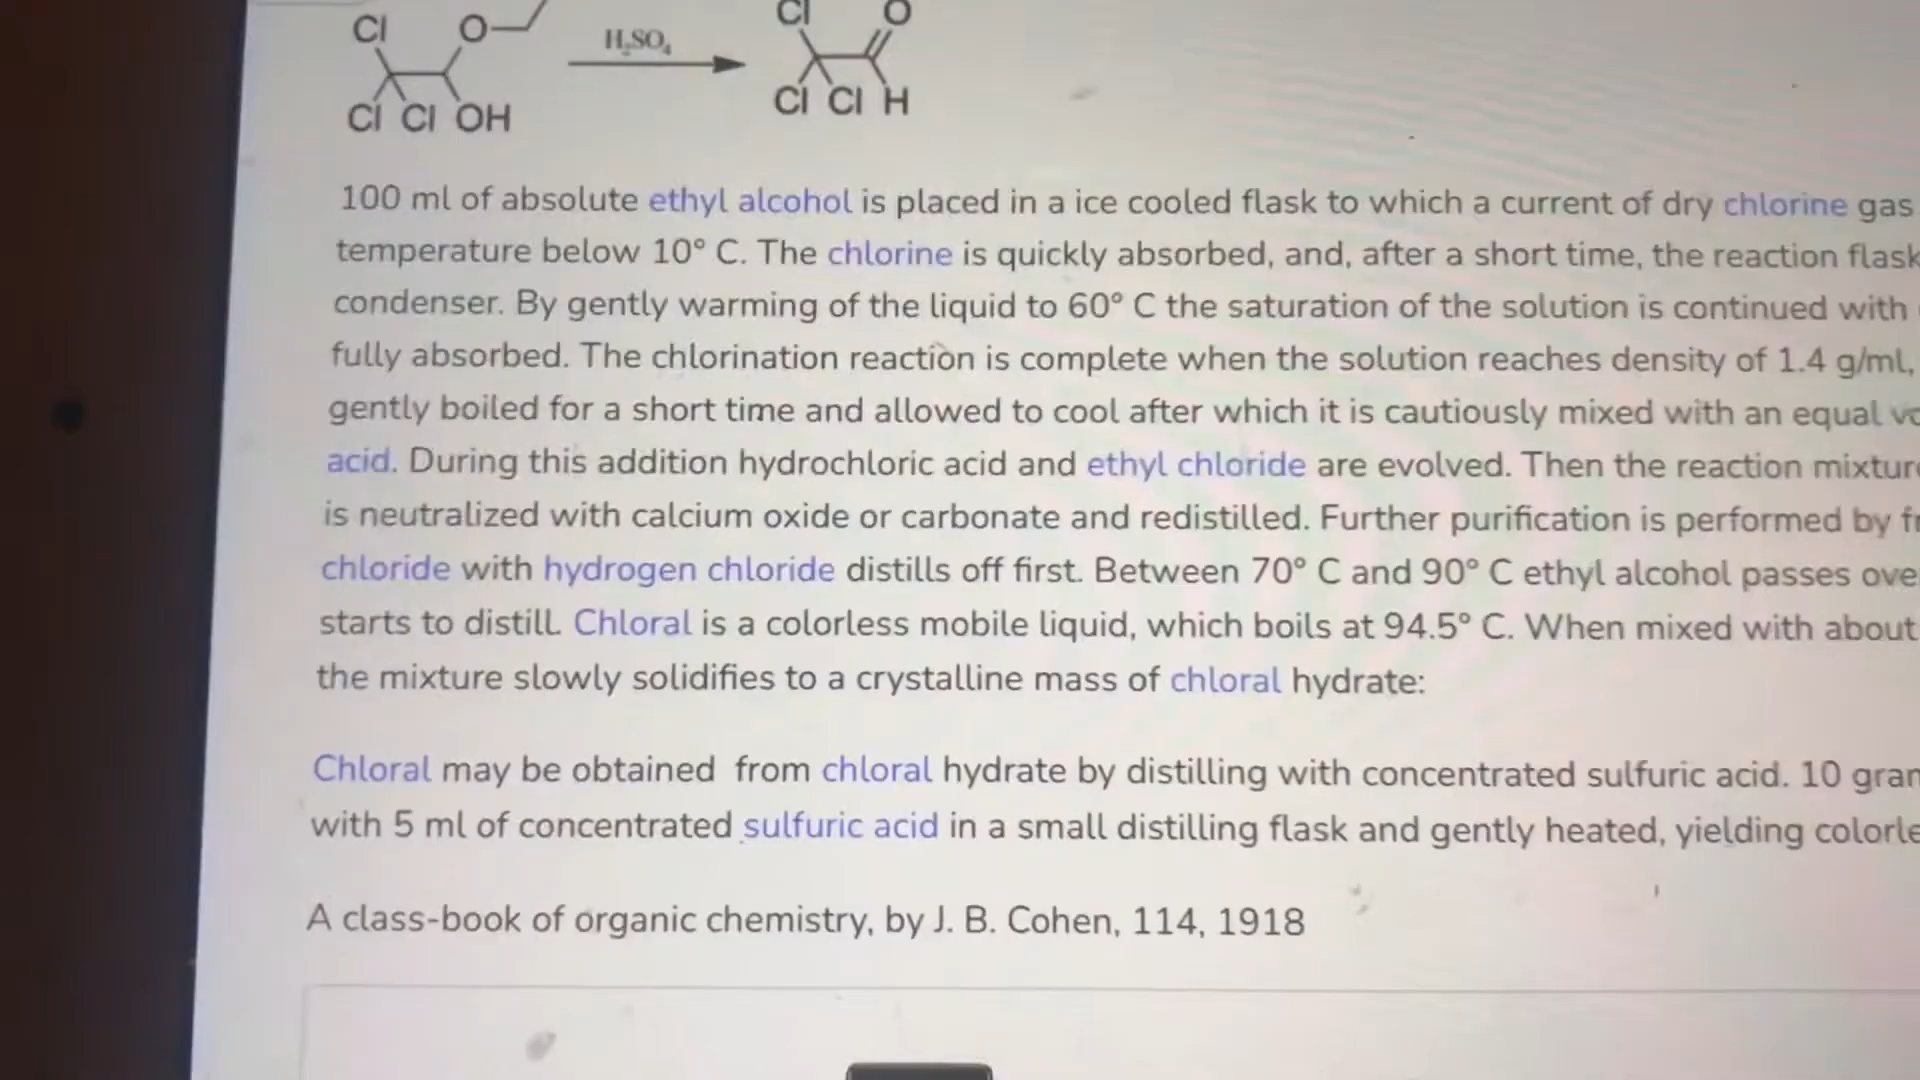 Cl O
H2SO4
Cl O
Cl Cl OH
Cl Cl H
100 ml of absolute ethyl alcohol is placed in a ice cooled flask to which a current of dry chlorine gas
temperature below 10° C. The chlorine is quickly absorbed, and, after a short time, the reaction flask
condenser. By gently warming of the liquid to 60° C the saturation of the solution is continued with
fully absorbed. The chlorination reaction is complete when the solution reaches density of 1.4 g/ml,
gently boiled for a short time and allowed to cool after which it is cautiously mixed with an equal
acid. During this addition hydrochloric acid and ethyl chloride are evolved. Then the reaction mixtur
is neutralized with calcium oxide or carbonate and redistilled. Further purification is performed by
chloride with hydrogen chloride distills off first. Between 70° C and 90° C ethyl alcohol passes ove
starts to distill. Chloral is a colorless mobile liquid, which boils at 94.5° C. When mixed with about
the mixture slowly solidifies to a crystalline mass of chloral hydrate:
Chloral may be obtained from chloral hydrate by distilling with concentrated sulfuric acid. 10 gran
with 5 ml of concentrated sulfuric acid in a small distilling flask and gently heated, yielding colorle
A class-book of organic chemistry, by J. B. Cohen, 114, 1918